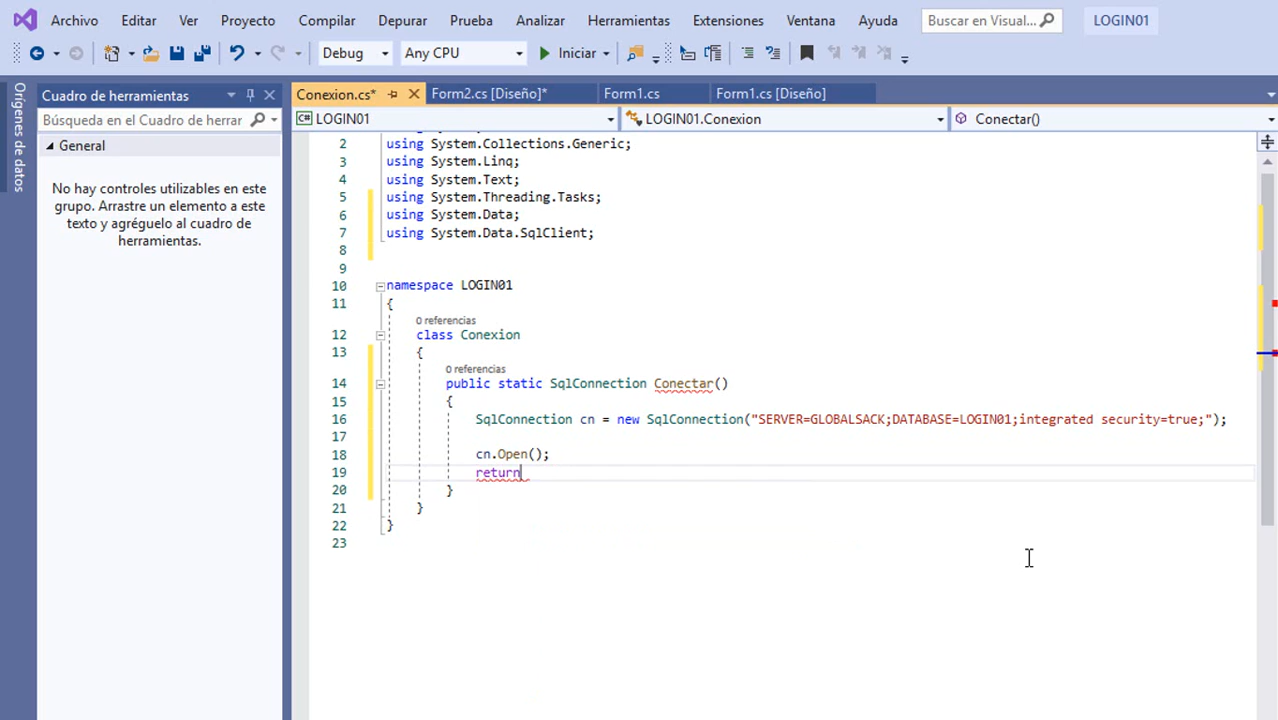 Archivo Editar Ver Proyecto Compilar Depurar Prueba Analizar Herramientas Extensiones Ventana Ayuda Buscar en Visual... LOGIN01
Debug Any CPU Iniciar
Orígenes de datos
Cuadro de herramientas
Búsqueda en el Cuadro de herrar
General
No hay controles utilizables en este
grupo. Arrastre un elemento a este
texto y agréguelo al cuadro de
herramientas.
Conexion.cs* Form2.cs [Diseño]* Form1.cs Form1.cs [Diseño]
LOGIN01 LOGIN01.Conexion Conectar()
2 using System.Collections.Generic;
3 using System.Linq;
4 using System.Text;
5 using System.Threading.Tasks;
6 using System.Data;
7 using System.Data.SqlClient;
8
9
10 namespace LOGIN01
11 {
0 referencias
12 class Conexion
13 {
0 referencias
14 public static SqlConnection Conectar()
15 {
16 SqlConnection cn = new SqlConnection("SERVER=GLOBALSACK;DATABASE=LOGIN01;integrated security=true;");
17
18 cn.Open();
19 return
20 }
21 }
22 }
23